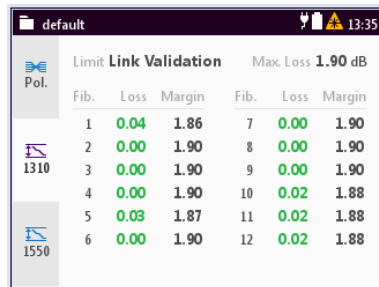 default 13:35
Limit Link Validation Max. Loss 1.90 dB
Pol.
Fib. Loss Margin Fib. Loss Margin
1 0.04 1.86 7 0.00 1.90
2 0.00 1.90 8 0.00 1.90
1310
3 0.00 1.90 9 0.00 1.90
4 0.00 1.90 10 0.02 1.88
5 0.03 1.87 11 0.02 1.88
6 0.00 1.90 12 0.02 1.88
1550